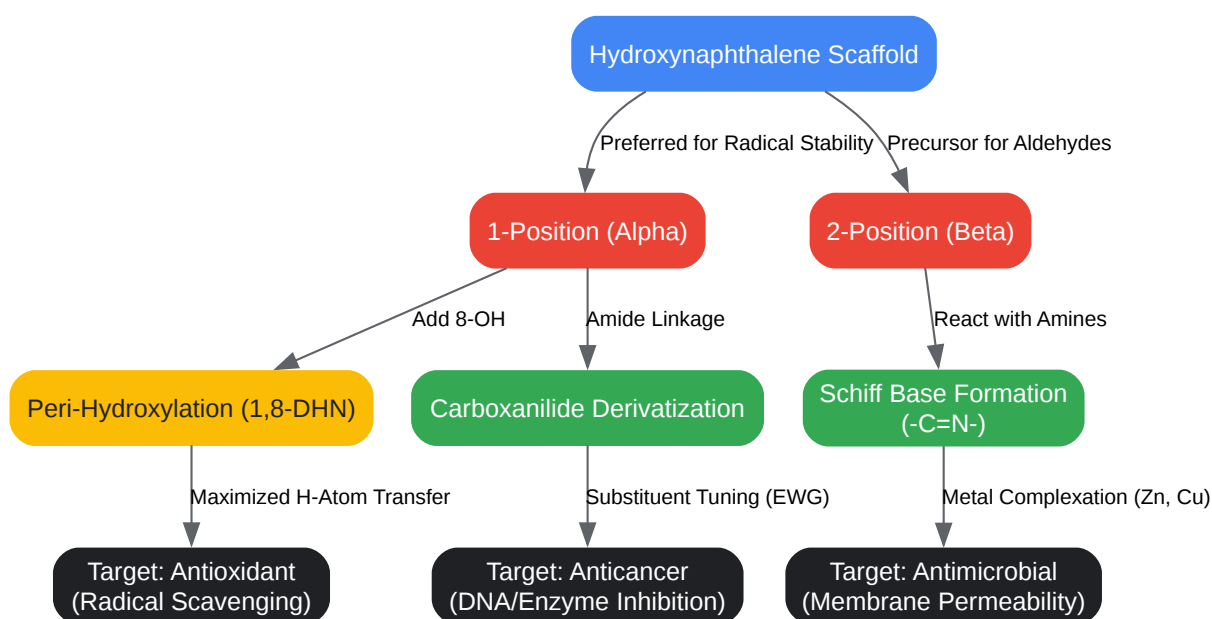 Hydroxynaphthalene Scaffold
Preferred for Radical Stability
Precursor for Aldehydes
1-Position (Alpha)
2-Position (Beta)
Add 8-OH
Amide Linkage
React with Amines
Peri-Hydroxylation (1,8-DHN)
Carboxanilide Derivatization
Schiff Base Formation
(-C=N-)
Maximized H-Atom Transfer
Substituent Tuning (EWG)
Metal Complexation (Zn, Cu)
Target: Antioxidant
(Radical Scavenging)
Target: Anticancer
(DNA/Enzyme Inhibition)
Target: Antimicrobial
(Membrane Permeability)